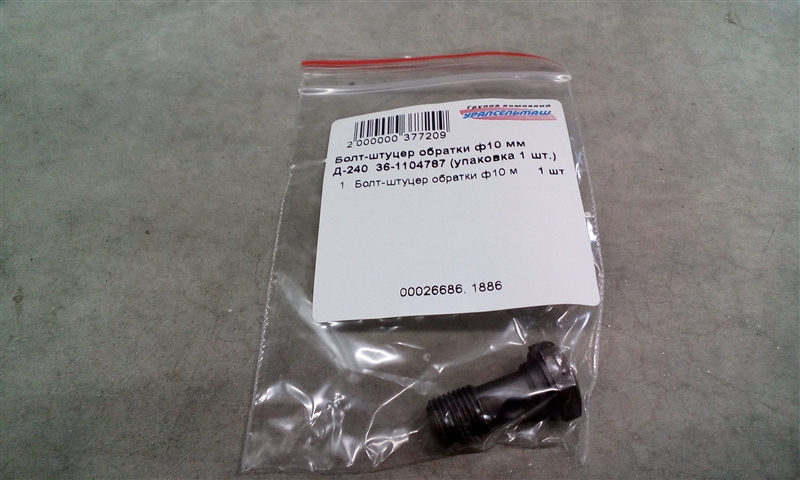 группа компаний
УРАЛСЕЛЬМАШ
2 000000 377209
Болт-штуцер обратки ф10 мм
Д-240 36-1104787 (упаковка 1 шт.)
1 Болт-штуцер обратки ф10 м 1 шт
00026686. 1886